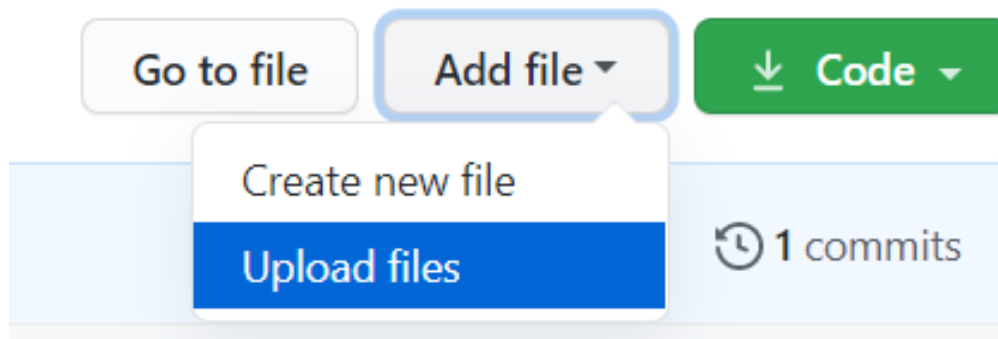 Go to file Add file Code
Create new file
Upload files
1 commits